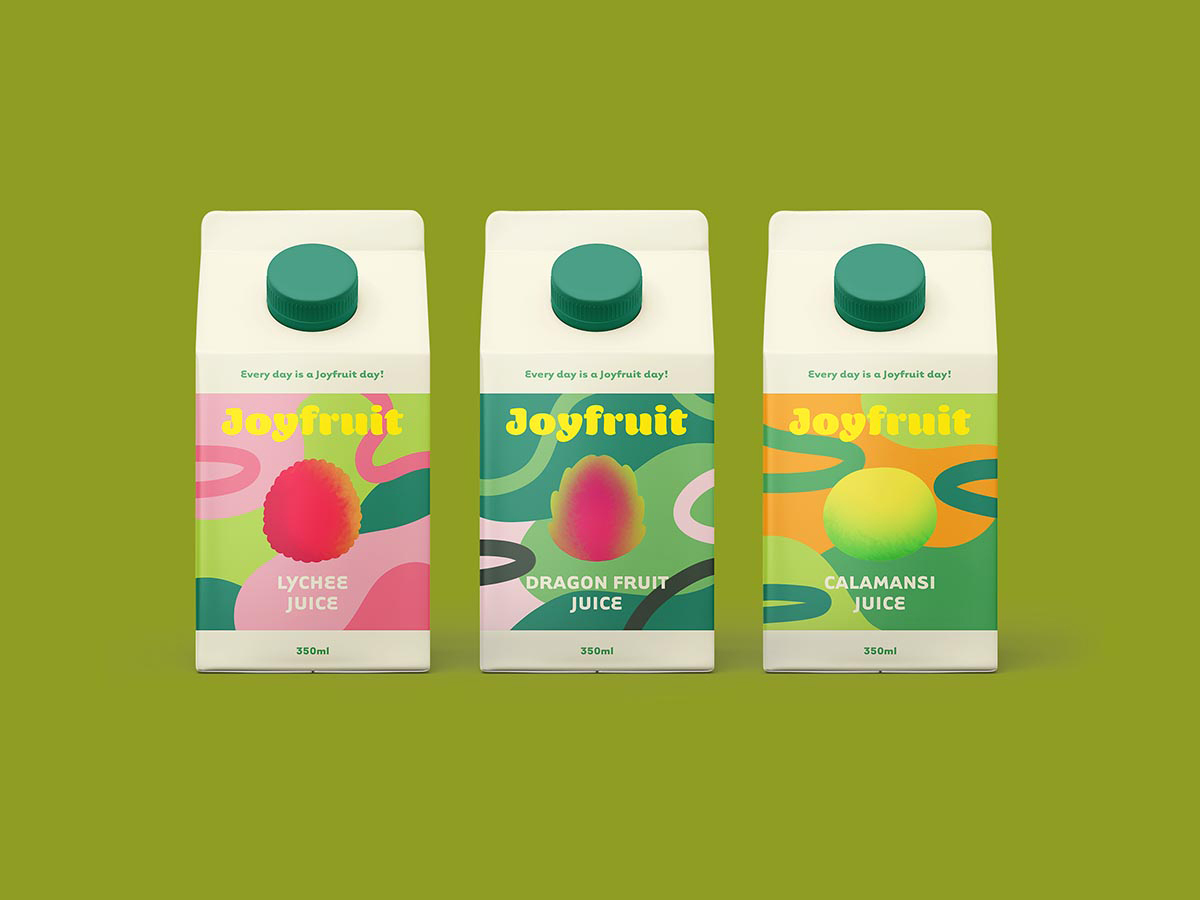 Every day is a Joyfruit day!
Joyfruit
LYCHEE
JUICE
350ml
Every day is a Joyfruit day!
Joyfruit
DRAGON FRUIT
JUICE
350ml
Every day is a Joyfruit day!
Joyfruit
CALAMANSI
JUICE
350ml